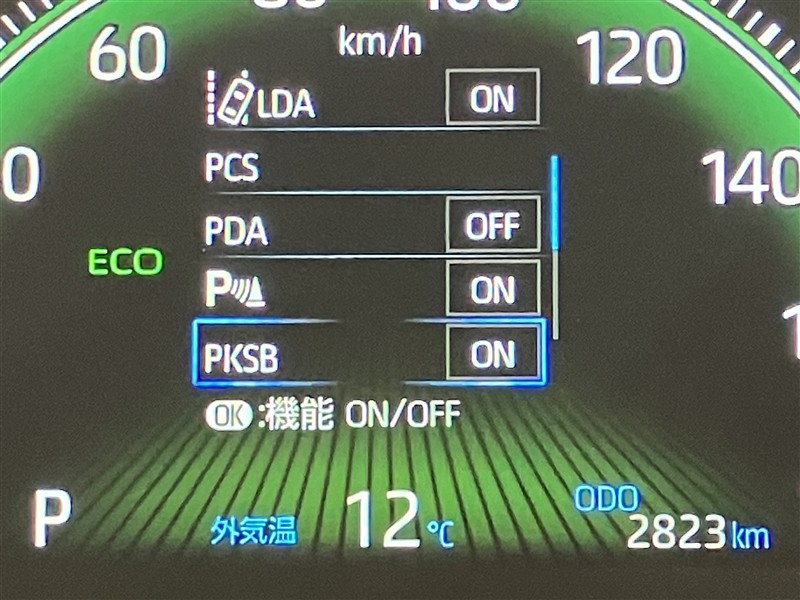 km/h
60
120
LDA ON
0
PCS
140
PDA OFF
ECO
P ON
PKSB ON
OK :機能 ON/OFF
P
外気温 12 ℃
ODO
2823 km